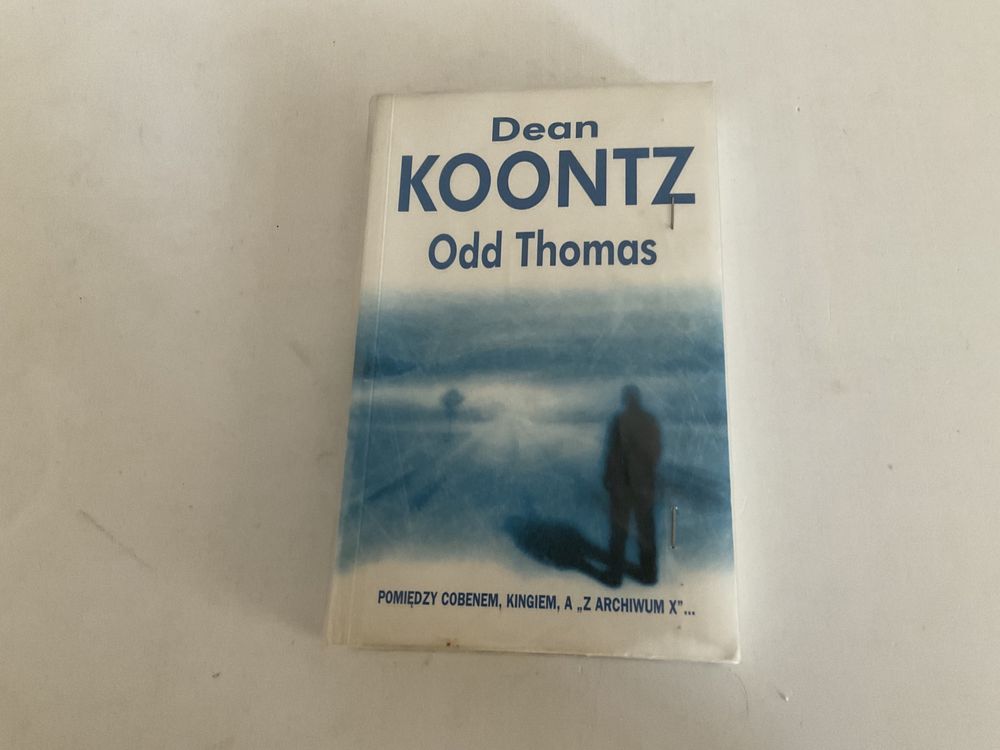 Dean
KOONTZ
Odd Thomas
POMIĘDZY COBENEM, KINGIEM, A „Z ARCHIWUM X”...